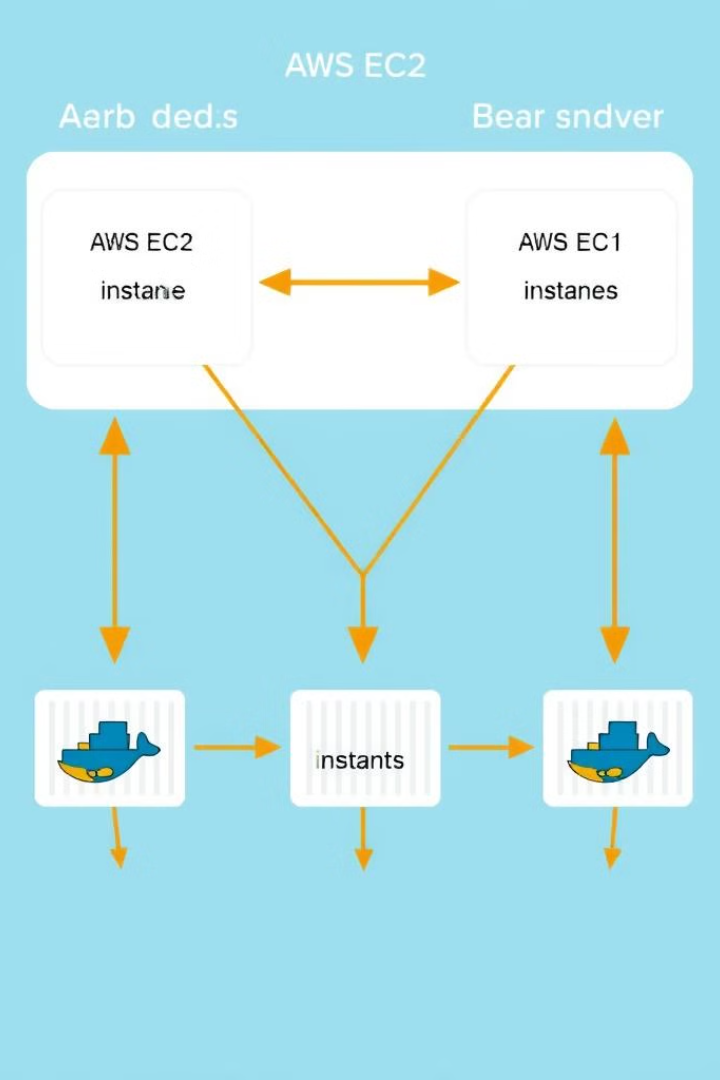 AWS EC2
Aarb ded.s
Bear sndver
AWS EC2
instane
AWS EC1
instanes
instants